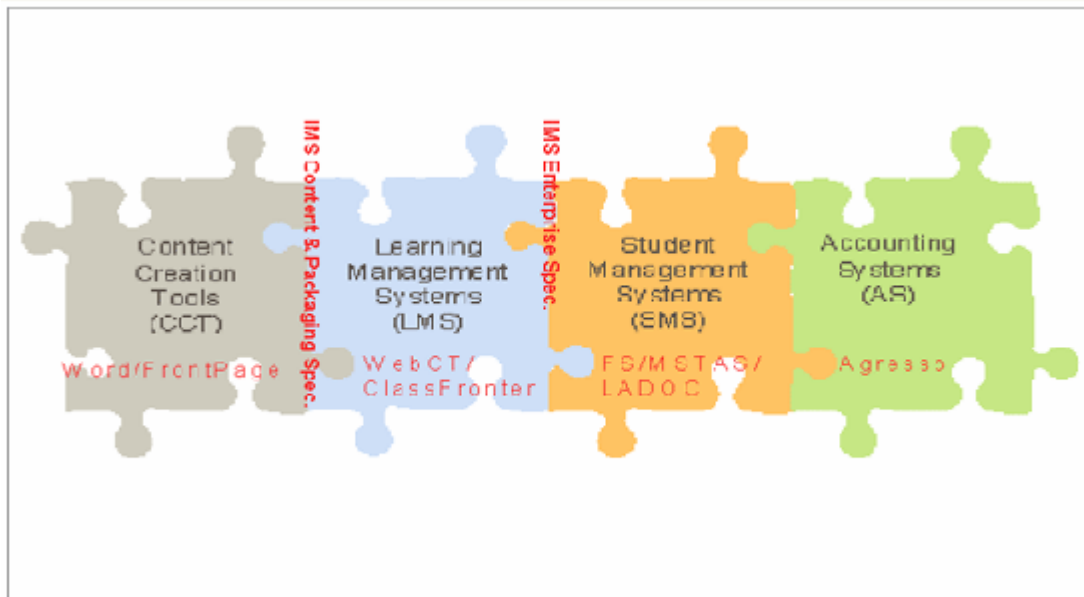 Content
Creation
Tools
(CCT)
Word/FrontPage
IMS Content & Packaging Spec.
Learning
Management
Systems
(LMS)
WebCT/
ClassFronter
IMS Enterprise Spec.
Student
Management
Systems
(SMS)
FS/MSTAS/
LADOC
Accounting
Systems
(AS)
Agresso